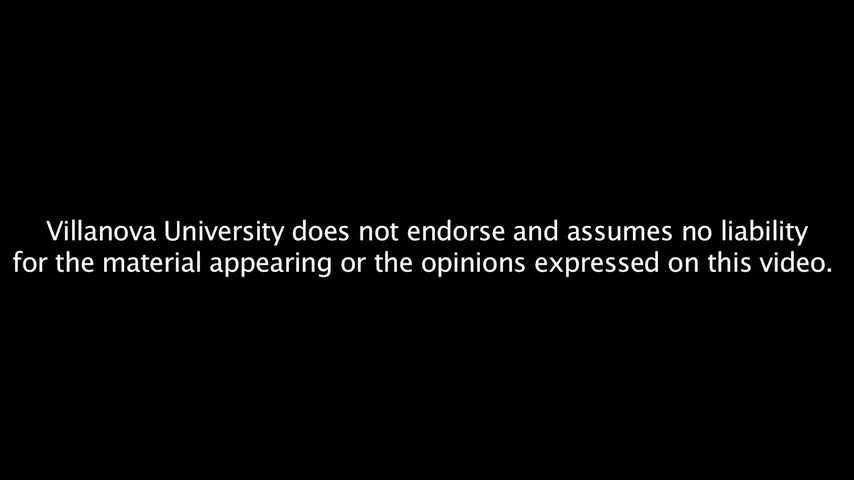 Villanova University does not endorse and assumes no liability
for the material appearing or the opinions expressed on this video.